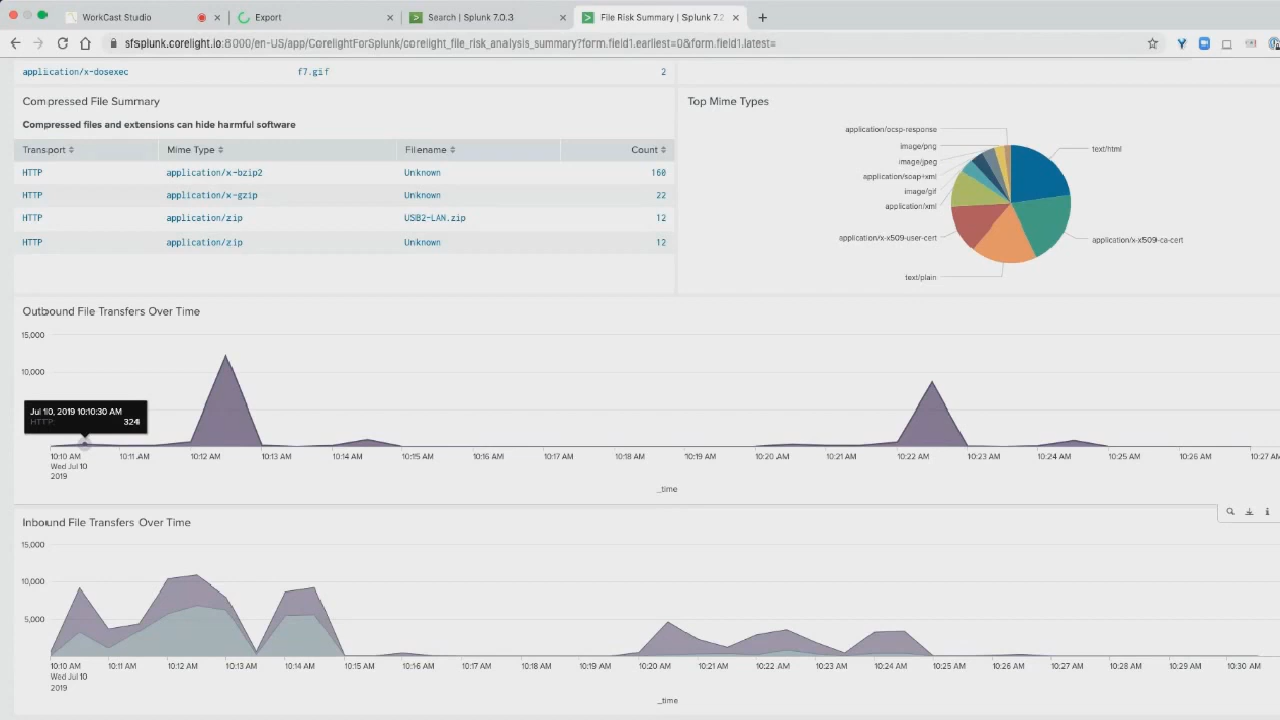 WorkCast Studio
Export
Search | Splunk 7.0.3
File Risk Summary | Splunk 7.2
sfsplunk.corelight.io:8000/en-US/app/CorelightForSplunk/corelight_file_risk_analysis_summary?form.field1.earliest=0&form.field1.latest=
application/x-dosexec f7.gif 2
Compressed File Summary
Compressed files and extensions can hide harmful software
Transport Mime Type Filename Count
HTTP application/x-bzip2 Unknown 160
HTTP application/x-gzip Unknown 22
HTTP application/zip USB2-LAN.zip 12
HTTP application/zip Unknown 12
Top Mime Types
application/ocsp-response
image/png
image/jpeg
application/soap+xml
image/gif
application/xml
application/x-x509-user-cert
text/plain
text/html
application/x-x509-ca-cert
Outbound File Transfers Over Time
15,000
10,000
Jul 10, 2019 10:10:30 AM
HTTP: 324
10:10 AM 10:11 AM 10:12 AM 10:13 AM 10:14 AM 10:15 AM 10:16 AM 10:17 AM 10:18 AM 10:19 AM 10:20 AM 10:21 AM 10:22 AM 10:23 AM 10:24 AM 10:25 AM 10:26 AM 10:27 AM
Wed Jul 10
2019
_time
Inbound File Transfers Over Time
15,000
10,000
5,000
10:10 AM 10:11 AM 10:12 AM 10:13 AM 10:14 AM 10:15 AM 10:16 AM 10:17 AM 10:18 AM 10:19 AM 10:20 AM 10:21 AM 10:22 AM 10:23 AM 10:24 AM 10:25 AM 10:26 AM 10:27 AM 10:28 AM 10:29 AM 10:30 AM
Wed Jul 10
2019
_time